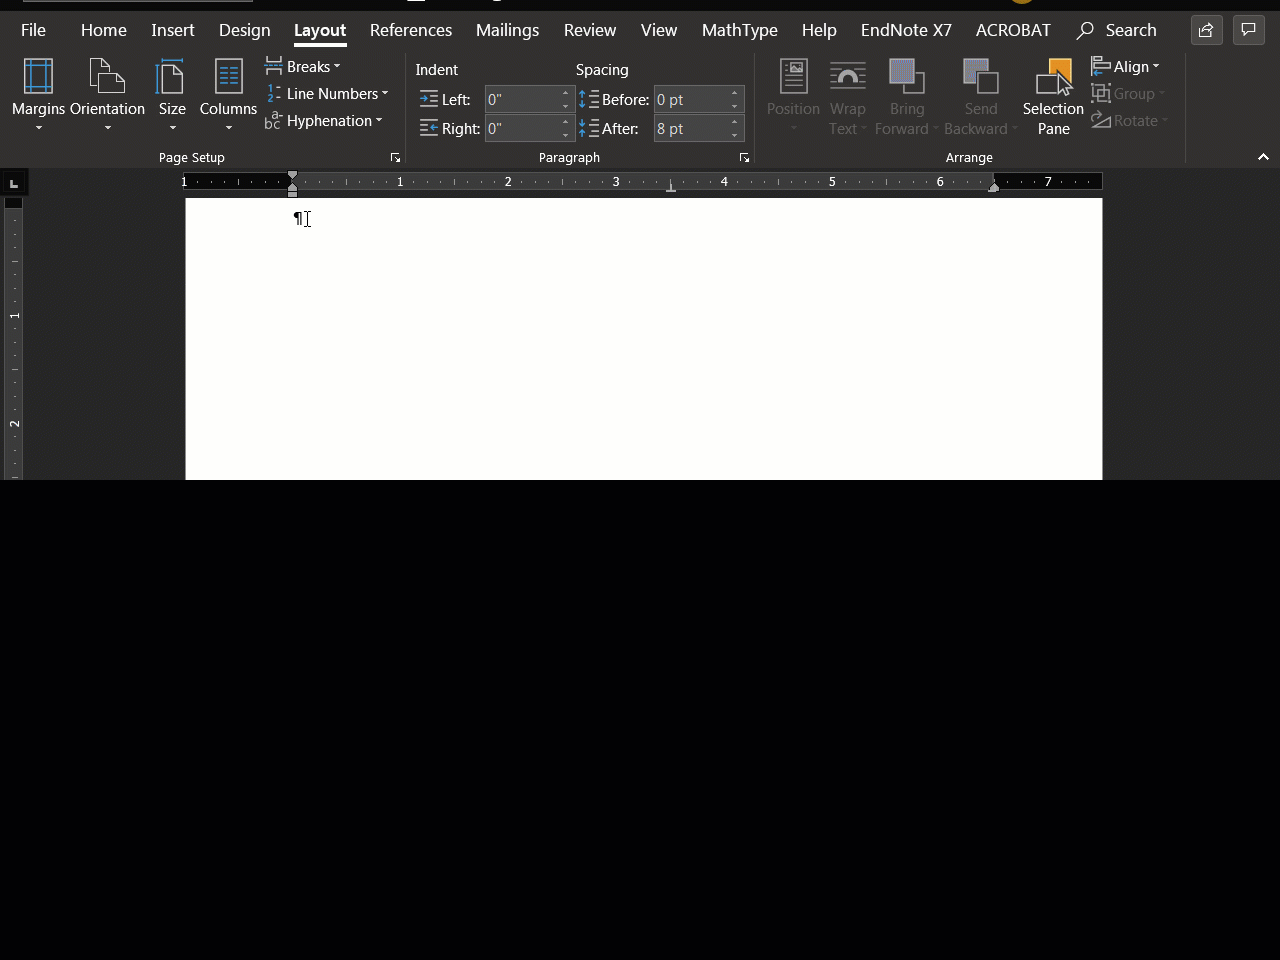 File Home Insert Design Layout References Mailings Review View MathType Help EndNote X7 ACROBAT Search
Margins Orientation Size Columns
Breaks
Line Numbers
Hyphenation
Page Setup
Indent Spacing
Left: 0" Before: 0 pt
Right: 0" After: 8 pt
Paragraph
Position Wrap Text Bring Forward Send Backward Selection Pane
Align
Group
Rotate
Arrange
1 1 2 3 4 5 6 7
¶
1
2